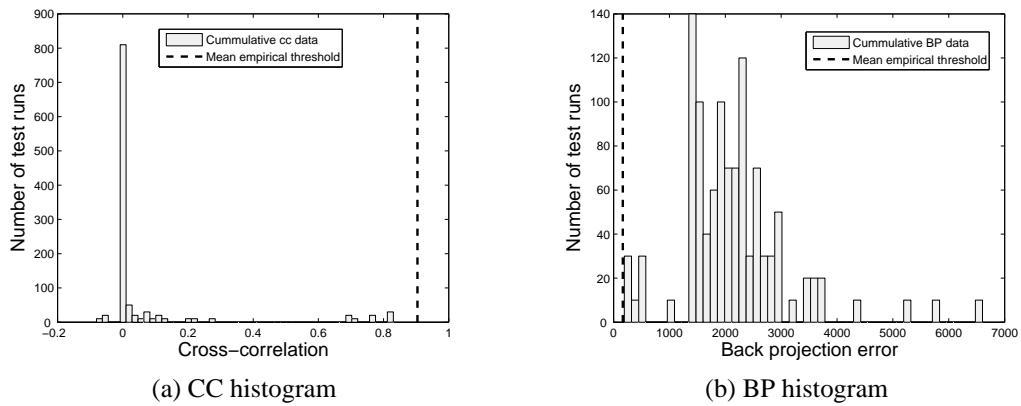 900
800
700
600
500
400
300
200
100
0
Number of test runs
Cummulative cc data
Mean empirical threshold
−0.2 0 0.2 0.4 0.6 0.8 1
Cross−correlation
(a) CC histogram
140
120
100
80
60
40
20
0
Number of test runs
Cummulative BP data
Mean empirical threshold
0 1000 2000 3000 4000 5000 6000 7000
Back projection error
(b) BP histogram